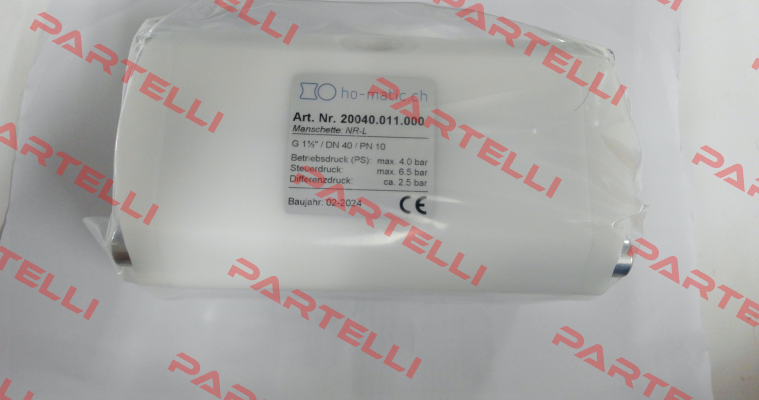 ho-matic.ch
Art. Nr. 20040.011.000
Manschette NR-L
G 1½" / DN 40 / PN 10
Betriebsdruck (PS): max. 4.0 bar
Steuerdruck: max. 6.5 bar
Differenzdruck: ca. 2.5 bar
Baujahr: 02-2024 CE
PARTELLI
PARTELLI
PARTELLI
PARTELLI
PARTELLI
PARTELLI
PARTELLI
PARTELLI
PARTELLI